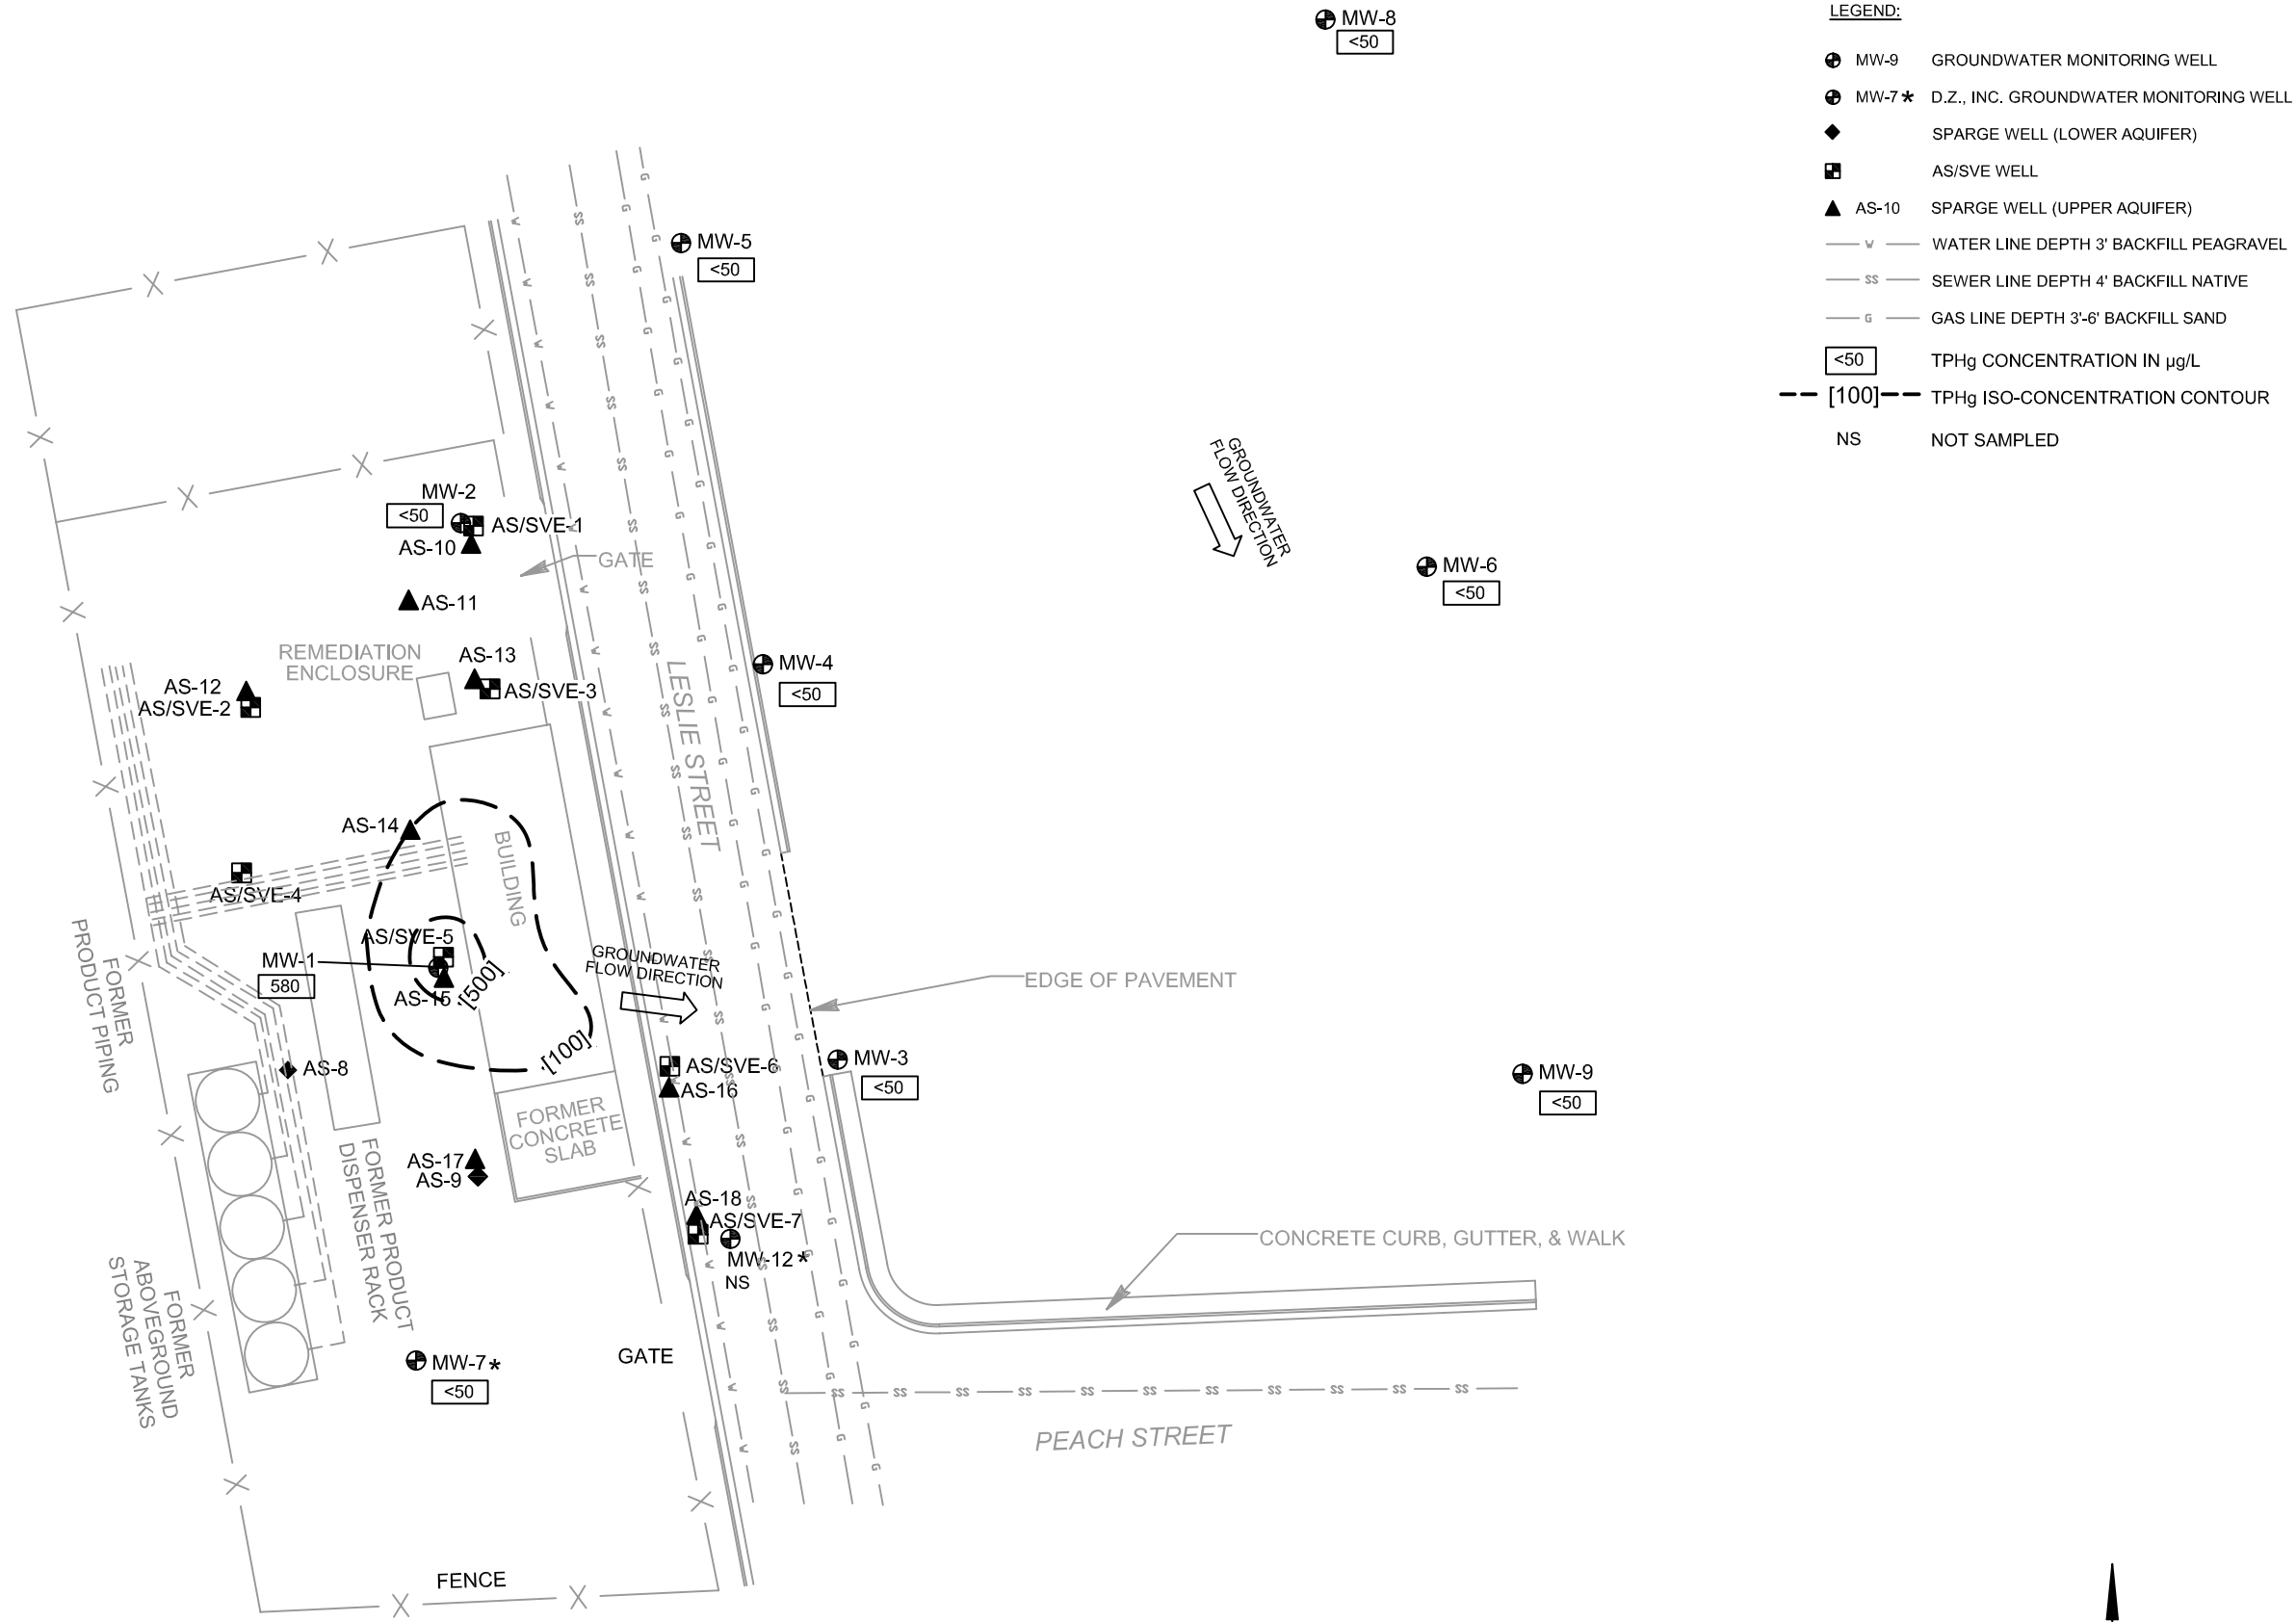 MW-8
<50
LEGEND:
MW-9 GROUNDWATER MONITORING WELL
MW-7* D.Z., INC. GROUNDWATER MONITORING WELL
SPARGE WELL (LOWER AQUIFER)
AS/SVE WELL
AS-10 SPARGE WELL (UPPER AQUIFER)
W WATER LINE DEPTH 3' BACKFILL PEAGRAVEL
SS SEWER LINE DEPTH 4' BACKFILL NATIVE
G GAS LINE DEPTH 3'-6' BACKFILL SAND
<50 TPHg CONCENTRATION IN µg/L
[100] TPHg ISO-CONCENTRATION CONTOUR
NS NOT SAMPLED
MW-5
<50
GROUNDWATER
FLOW DIRECTION
MW-2
<50
AS/SVE-1
AS-10
GATE
AS-11
MW-6
<50
REMEDIATION
ENCLOSURE
AS-13
AS/SVE-3
AS-12
AS/SVE-2
MW-4
<50
LESLIE STREET
AS-14
BUILDING
AS/SVE-4
AS/SVE-5
MW-1
580
AS-15
[500]
[100]
GROUNDWATER
FLOW DIRECTION
EDGE OF PAVEMENT
FORMER
PRODUCT PIPING
AS-8
AS/SVE-6
AS-16
MW-3
<50
MW-9
<50
FORMER
CONCRETE
SLAB
AS-17
AS-9
FORMER PRODUCT
DISPENSER RACK
AS-18
AS/SVE-7
MW-12*
NS
CONCRETE CURB, GUTTER, & WALK
FORMER
ABOVEGROUND
STORAGE TANKS
MW-7*
<50
GATE
PEACH STREET
FENCE